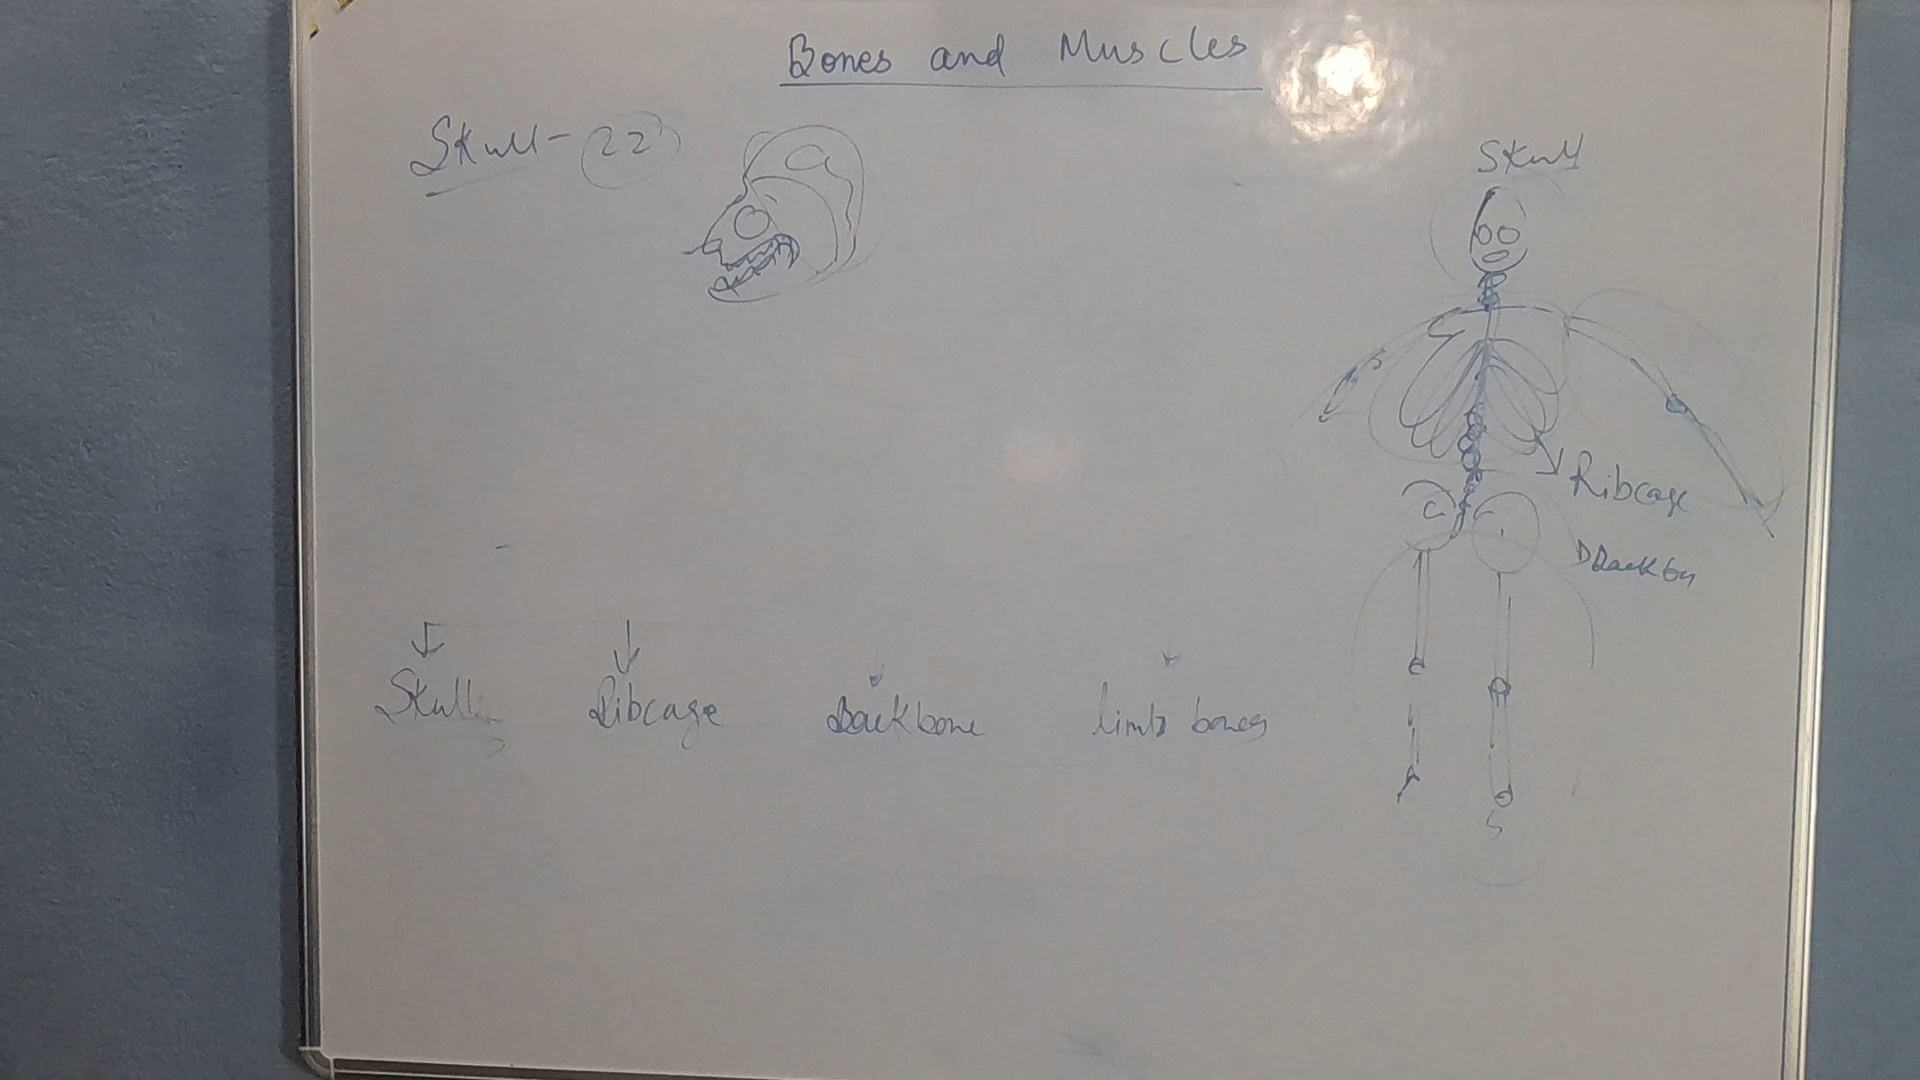 Bones and Muscles
Skull - 22
Skull
Ribcage
Skull Ribcage Backbone limb bones